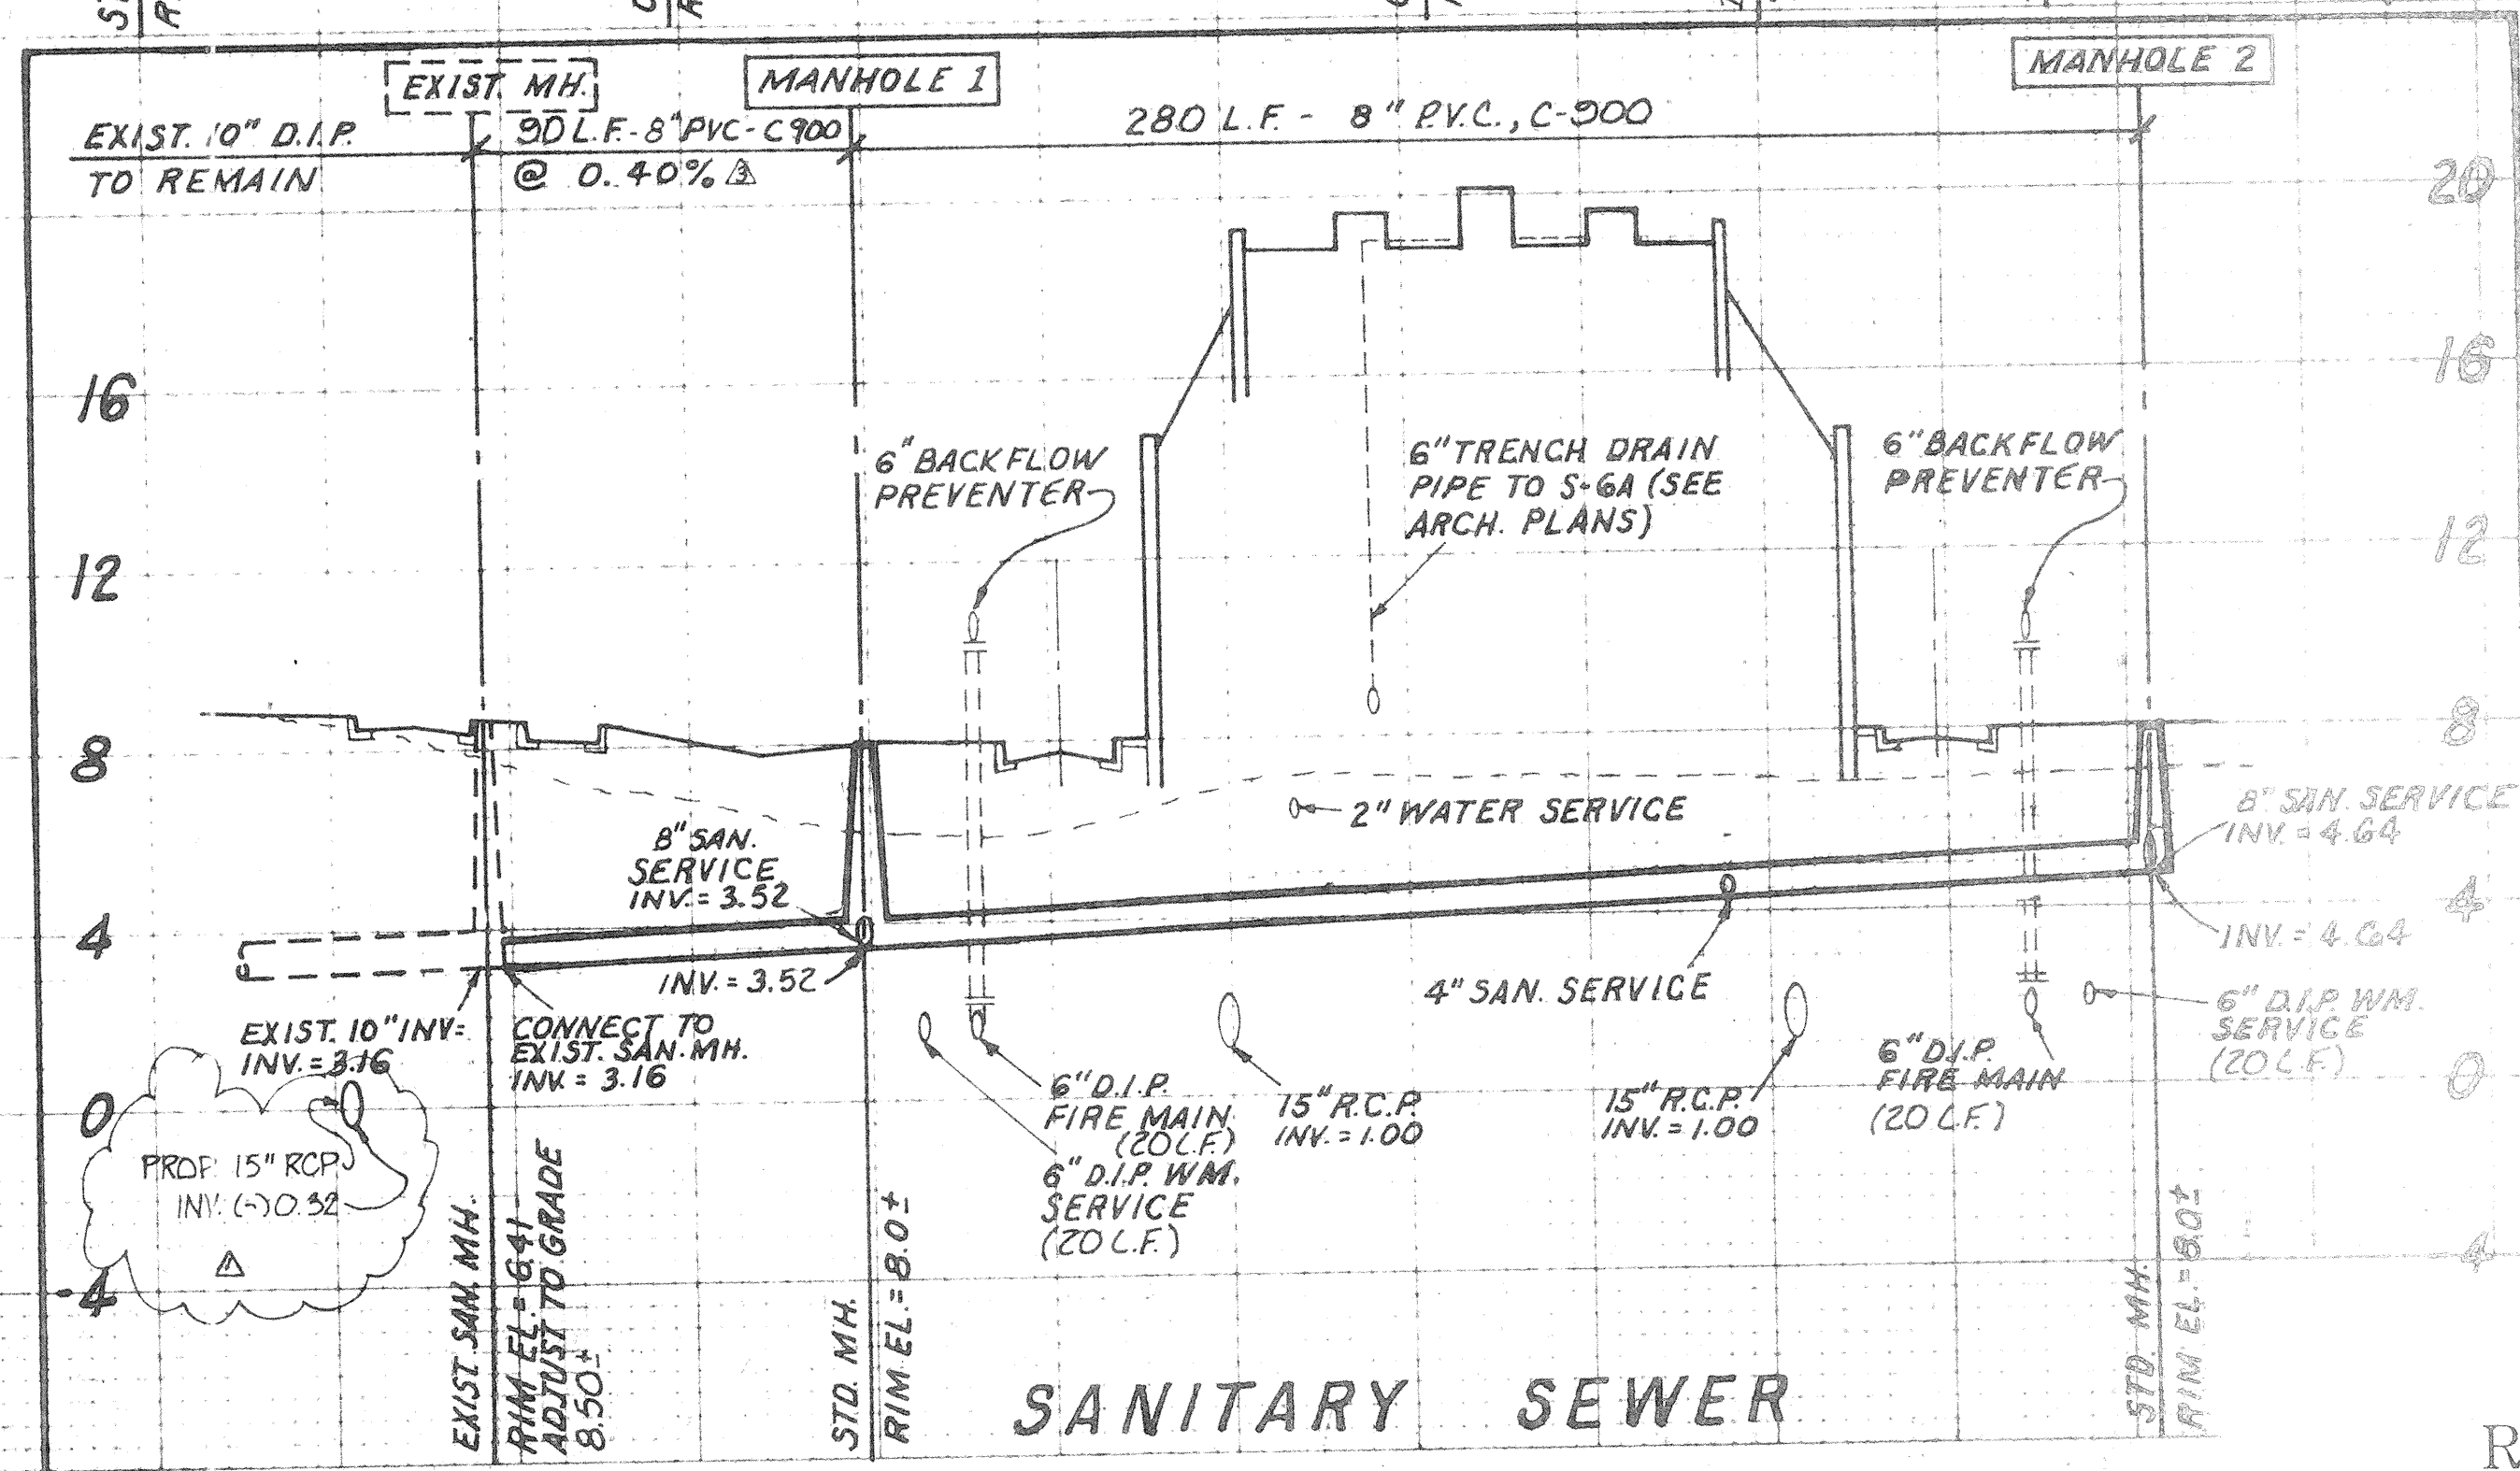 EXIST. MH.
MANHOLE 1
MANHOLE 2
EXIST. 10" D.I.P.
TO REMAIN
90 L.F.-8" PVC-C900
@ 0.40% 3
280 L.F. - 8" P.V.C., C-900
20
16
16
12
12
8
8
4
4
0
0
-4
4
6" BACKFLOW
PREVENTER
6" TRENCH DRAIN
PIPE TO S-6A (SEE
ARCH. PLANS)
6" BACKFLOW
PREVENTER
2" WATER SERVICE
8" SAN.
SERVICE
INV. = 3.52
8" SAN. SERVICE
INV. = 4.64
INV. = 3.52
4" SAN. SERVICE
INV. = 4.64
EXIST. 10" INV=
INV. = 3.16
CONNECT TO
EXIST. SAN. MH.
INV. = 3.16
6" D.I.P.
FIRE MAIN
(20 L.F.)
6" D.I.P. WM.
SERVICE
(20 L.F.)
15" R.C.P.
INV. = 1.00
15" R.C.P.
INV. = 1.00
6" D.I.P.
FIRE MAIN
(20 L.F.)
6" D.I.P. WM.
SERVICE
(20 L.F.)
PROP. 15" RCP
INV. (-) 0.32
1
EXIST. SAN. MH.
RIM EL. = 6.41
ADJUST TO GRADE
8.50±
STD. MH.
RIM EL. = 8.0±
STD. MH.
RIM EL. = 8.0±
SANITARY SEWER
R